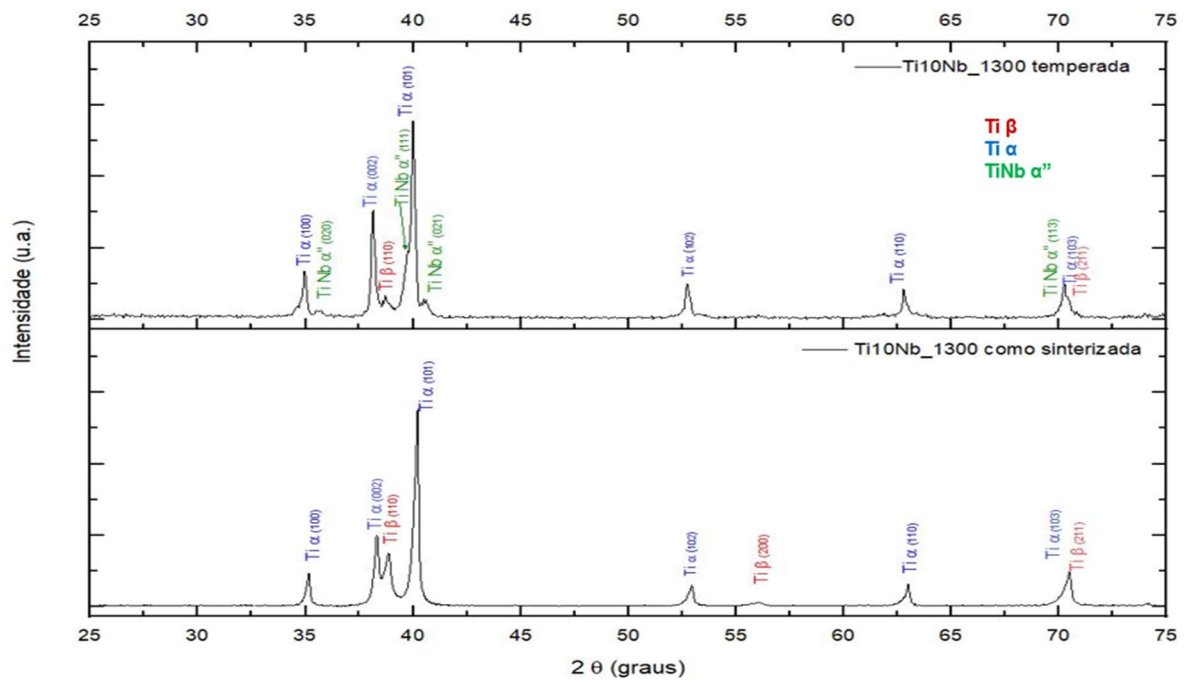 25 30 35 40 45 50 55 60 65 70 75
Ti10Nb_1300 temperada
Ti β
Ti α
TiNb α"
Ti α (100)
Ti Nb α" (020)
Ti α (002)
Ti β (110)
Ti Nb α" (111)
Ti α (101)
Ti Nb α" (021)
Ti α (102)
Ti α (110)
Ti Nb α" (113)
Ti α (103)
Ti β (211)
Intensidade (u.a.)
Ti10Nb_1300 como sinterizada
Ti α (100)
Ti α (002)
Ti β (110)
Ti α (101)
Ti α (102)
Ti β (200)
Ti α (110)
Ti α (103)
Ti β (211)
25 30 35 40 45 50 55 60 65 70 75
2 θ (graus)